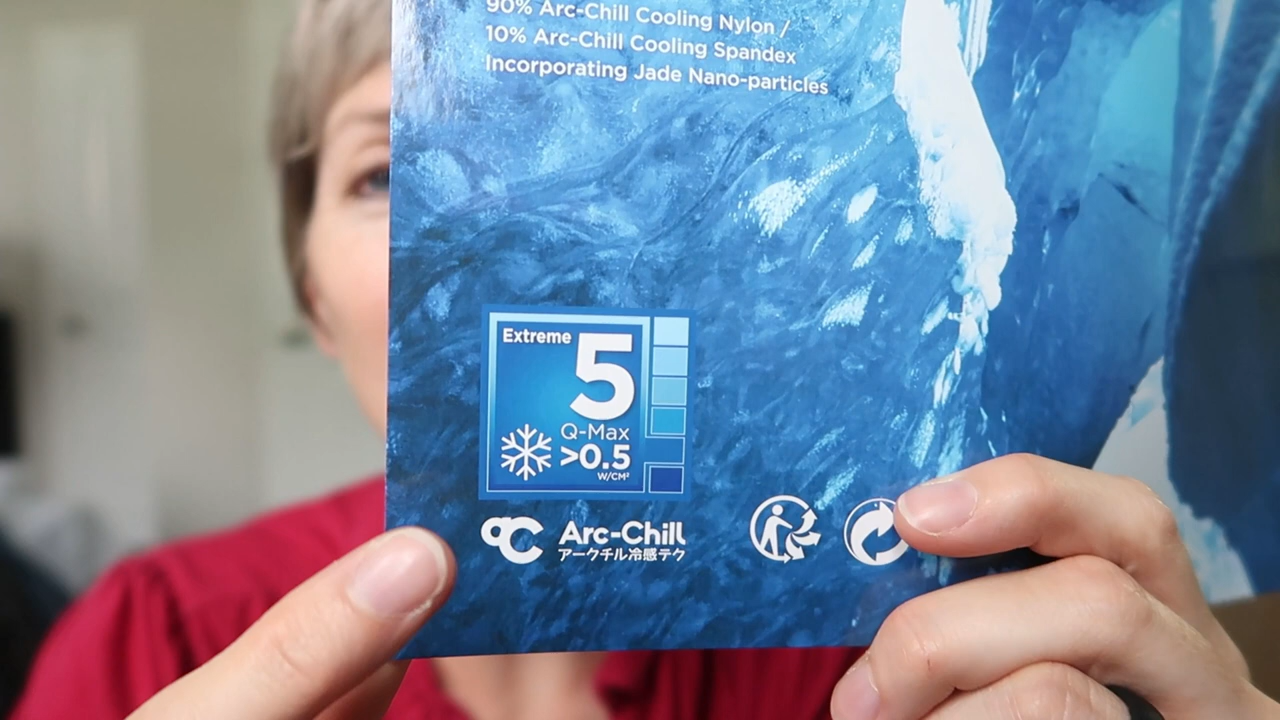 90% Arc-Chill Cooling Nylon /
10% Arc-Chill Cooling Spandex
Incorporating Jade Nano-particles
Extreme
5
Q-Max
>0.5
W/CM²
°C Arc-Chill
アークチル冷感テク